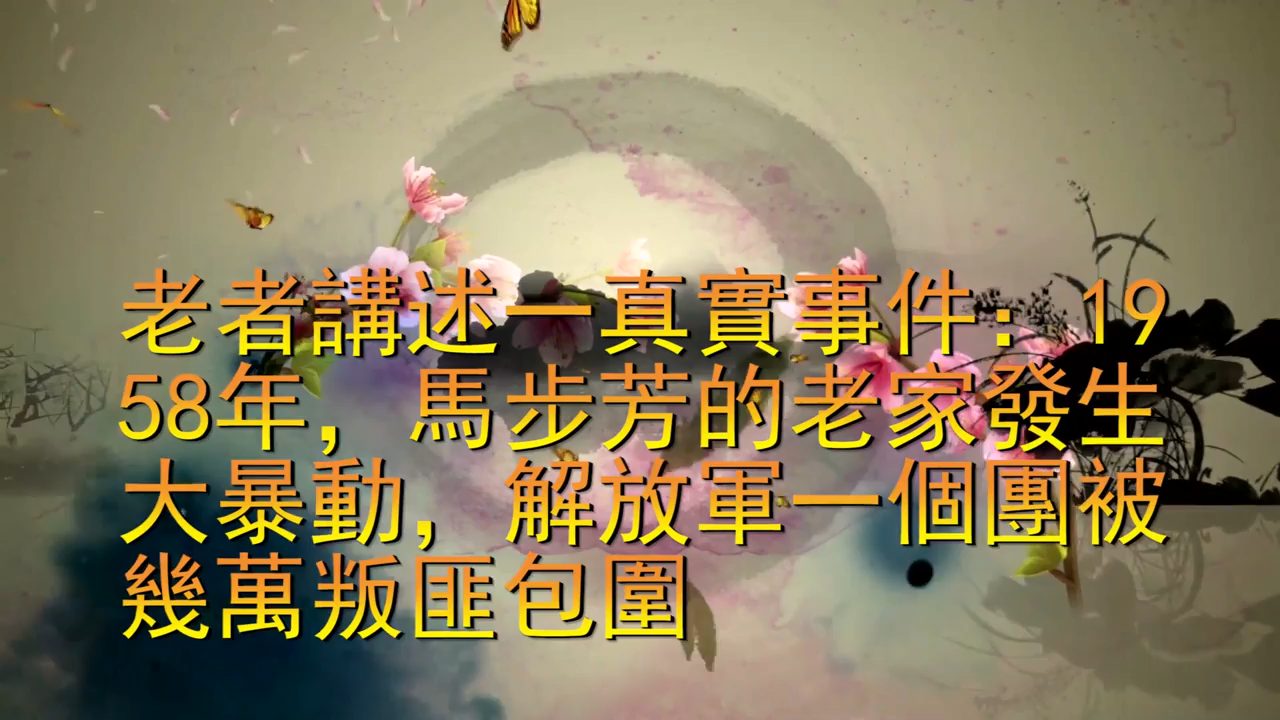 老者講述一真實事件：19
58年，馬步芳的老家發生
大暴動，解放軍一個團被
幾萬叛匪包圍